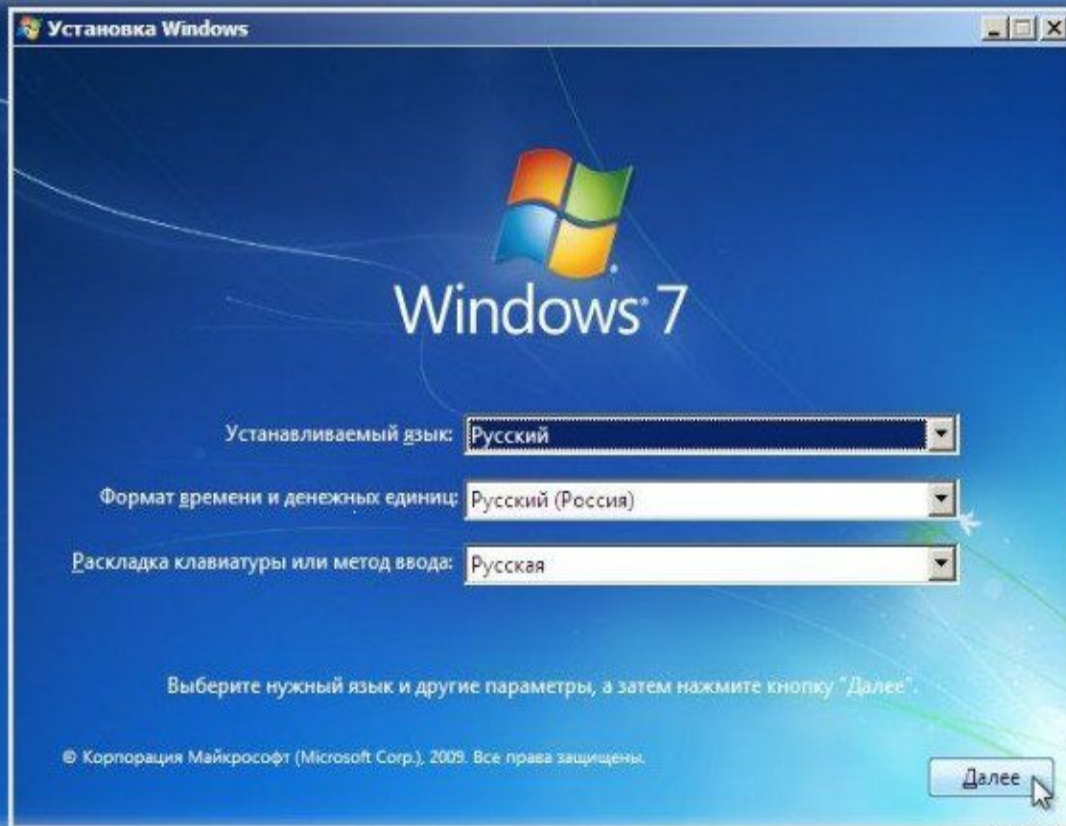 Установка Windows
Windows® 7
Устанавливаемый язык: Русский
Формат времени и денежных единиц: Русский (Россия)
Раскладка клавиатуры или метод ввода: Русская
Выберите нужный язык и другие параметры, а затем нажмите кнопку "Далее".
© Корпорация Майкрософт (Microsoft Corp.), 2009. Все права защищены.
Далее